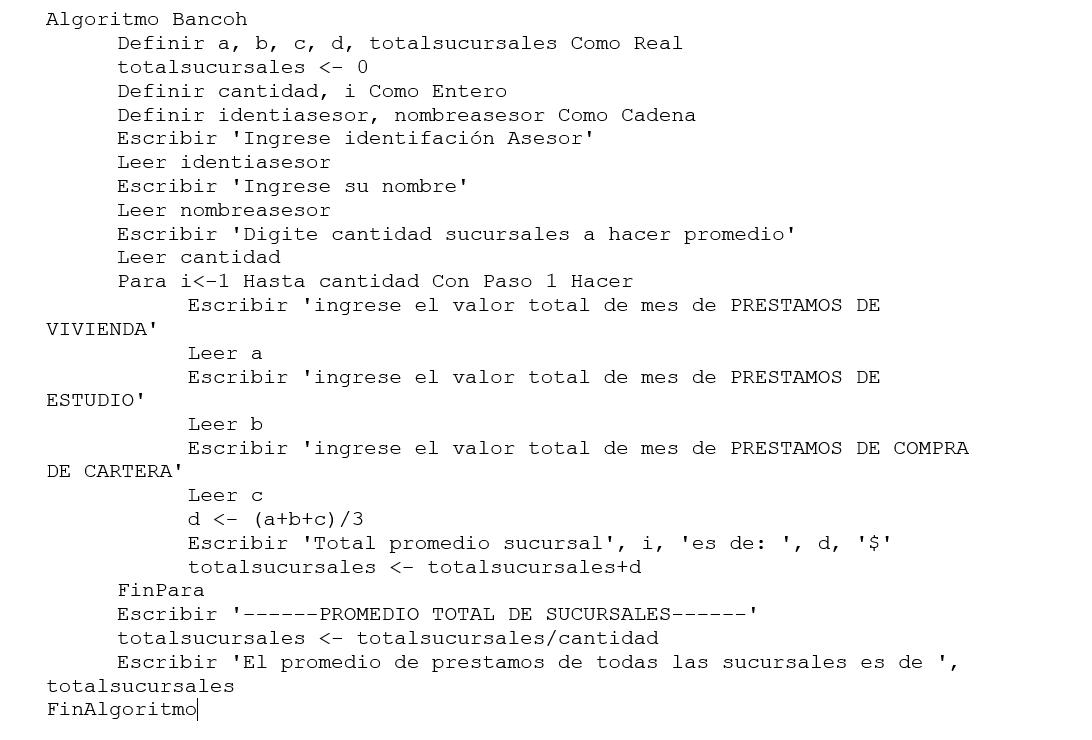 Algoritmo Bancoh
Definir a, b, c, d, totalsucursales Como Real
totalsucursales <- 0
Definir cantidad, i Como Entero
Definir identiasesor, nombreasesor Como Cadena
Escribir 'Ingrese identifación Asesor'
Leer identiasesor
Escribir 'Ingrese su nombre'
Leer nombreasesor
Escribir 'Digite cantidad sucursales a hacer promedio'
Leer cantidad
Para i<-1 Hasta cantidad Con Paso 1 Hacer
Escribir 'ingrese el valor total de mes de PRESTAMOS DE
VIVIENDA'
Leer a
Escribir 'ingrese el valor total de mes de PRESTAMOS DE
ESTUDIO'
Leer b
Escribir 'ingrese el valor total de mes de PRESTAMOS DE COMPRA
DE CARTERA'
Leer c
d <- (a+b+c)/3
Escribir 'Total promedio sucursal', i, 'es de: ', d, '$'
totalsucursales <- totalsucursales+d
FinPara
Escribir '------PROMEDIO TOTAL DE SUCURSALES------'
totalsucursales <- totalsucursales/cantidad
Escribir 'El promedio de prestamos de todas las sucursales es de ',
totalsucursales
FinAlgoritmo